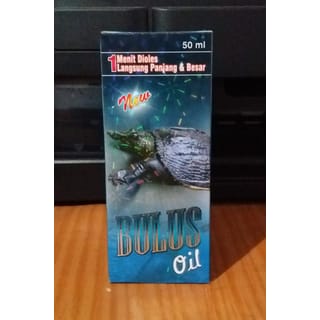 50 ml
1 Menit Dioles
Langsung Panjang & Besar
New
BULUS
Oil